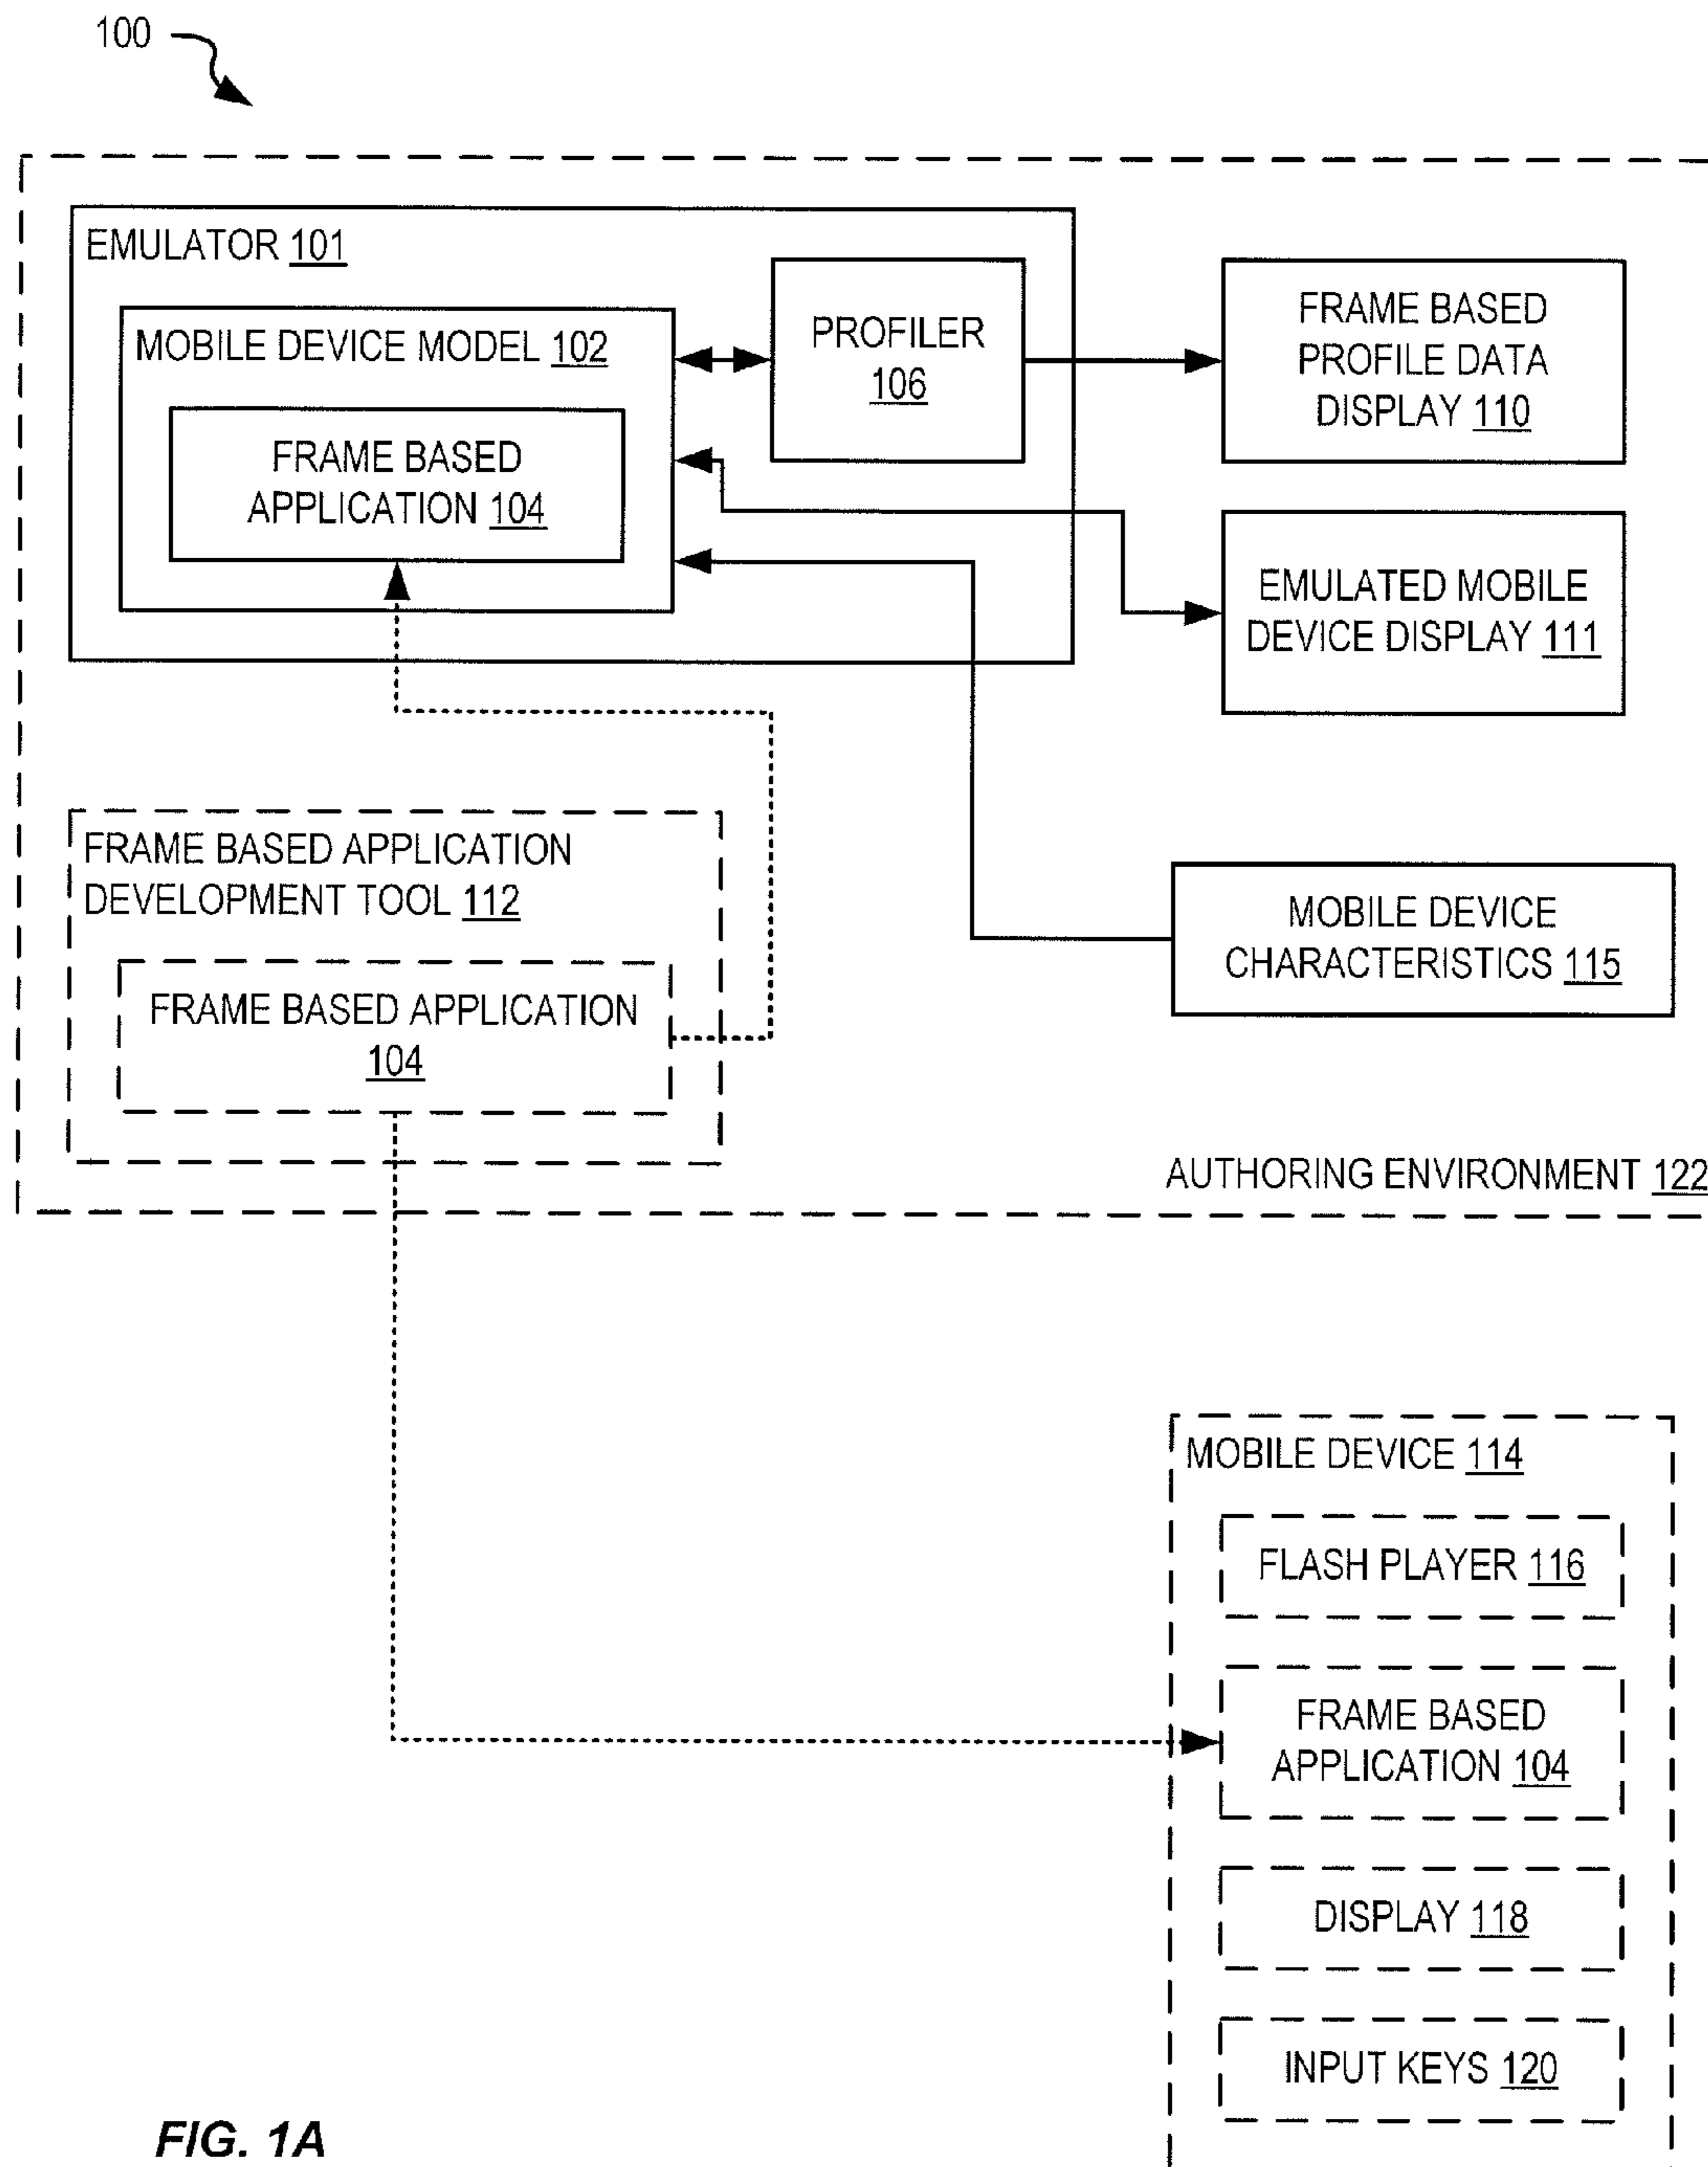 100
EMULATOR 101
MOBILE DEVICE MODEL 102
FRAME BASED
APPLICATION 104
PROFILER
106
FRAME BASED
PROFILE DATA
DISPLAY 110
EMULATED MOBILE
DEVICE DISPLAY 111
FRAME BASED APPLICATION
DEVELOPMENT TOOL 112
FRAME BASED APPLICATION
104
MOBILE DEVICE
CHARACTERISTICS 115
AUTHORING ENVIRONMENT 122
MOBILE DEVICE 114
FLASH PLAYER 116
FRAME BASED
APPLICATION 104
DISPLAY 118
INPUT KEYS 120
FIG. 1A